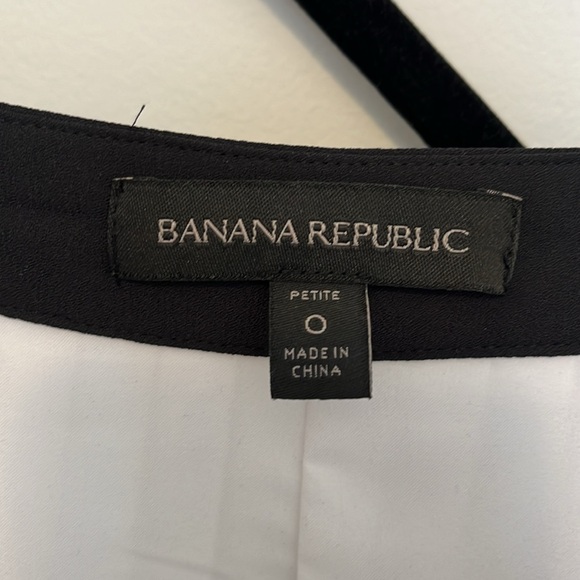 BANANA REPUBLIC
PETITE
0
MADE IN
CHINA